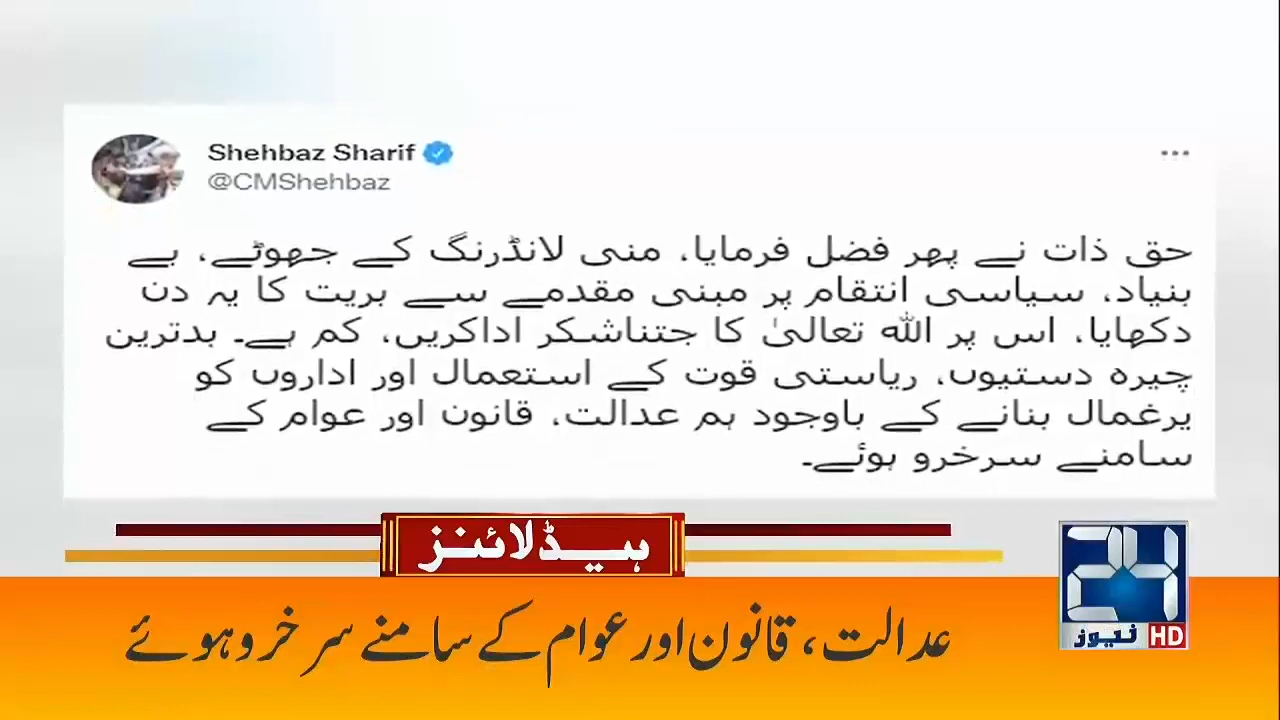 Shehbaz Sharif
@CMShehbaz
حق ذات نے پھر فضل فرمایا، منی لانڈرنگ کے جھوٹے، بے
بنیاد، سیاسی انتقام پر مبنی مقدمے سے بریت کا یہ دن
دکھایا، اس پر اللہ تعالیٰ کا جتناشکر اداکریں، کم ہے۔ بدترین
چیرہ دستیوں، ریاستی قوت کے استعمال اور اداروں کو
یرغمال بنانے کے باوجود ہم عدالت، قانون اور عوام کے
سامنے سرخرو ہوئے۔
ہیڈلائنز
عدالت، قانون اور عوام کے سامنے سرخرو ہوئے
24
نیوز HD